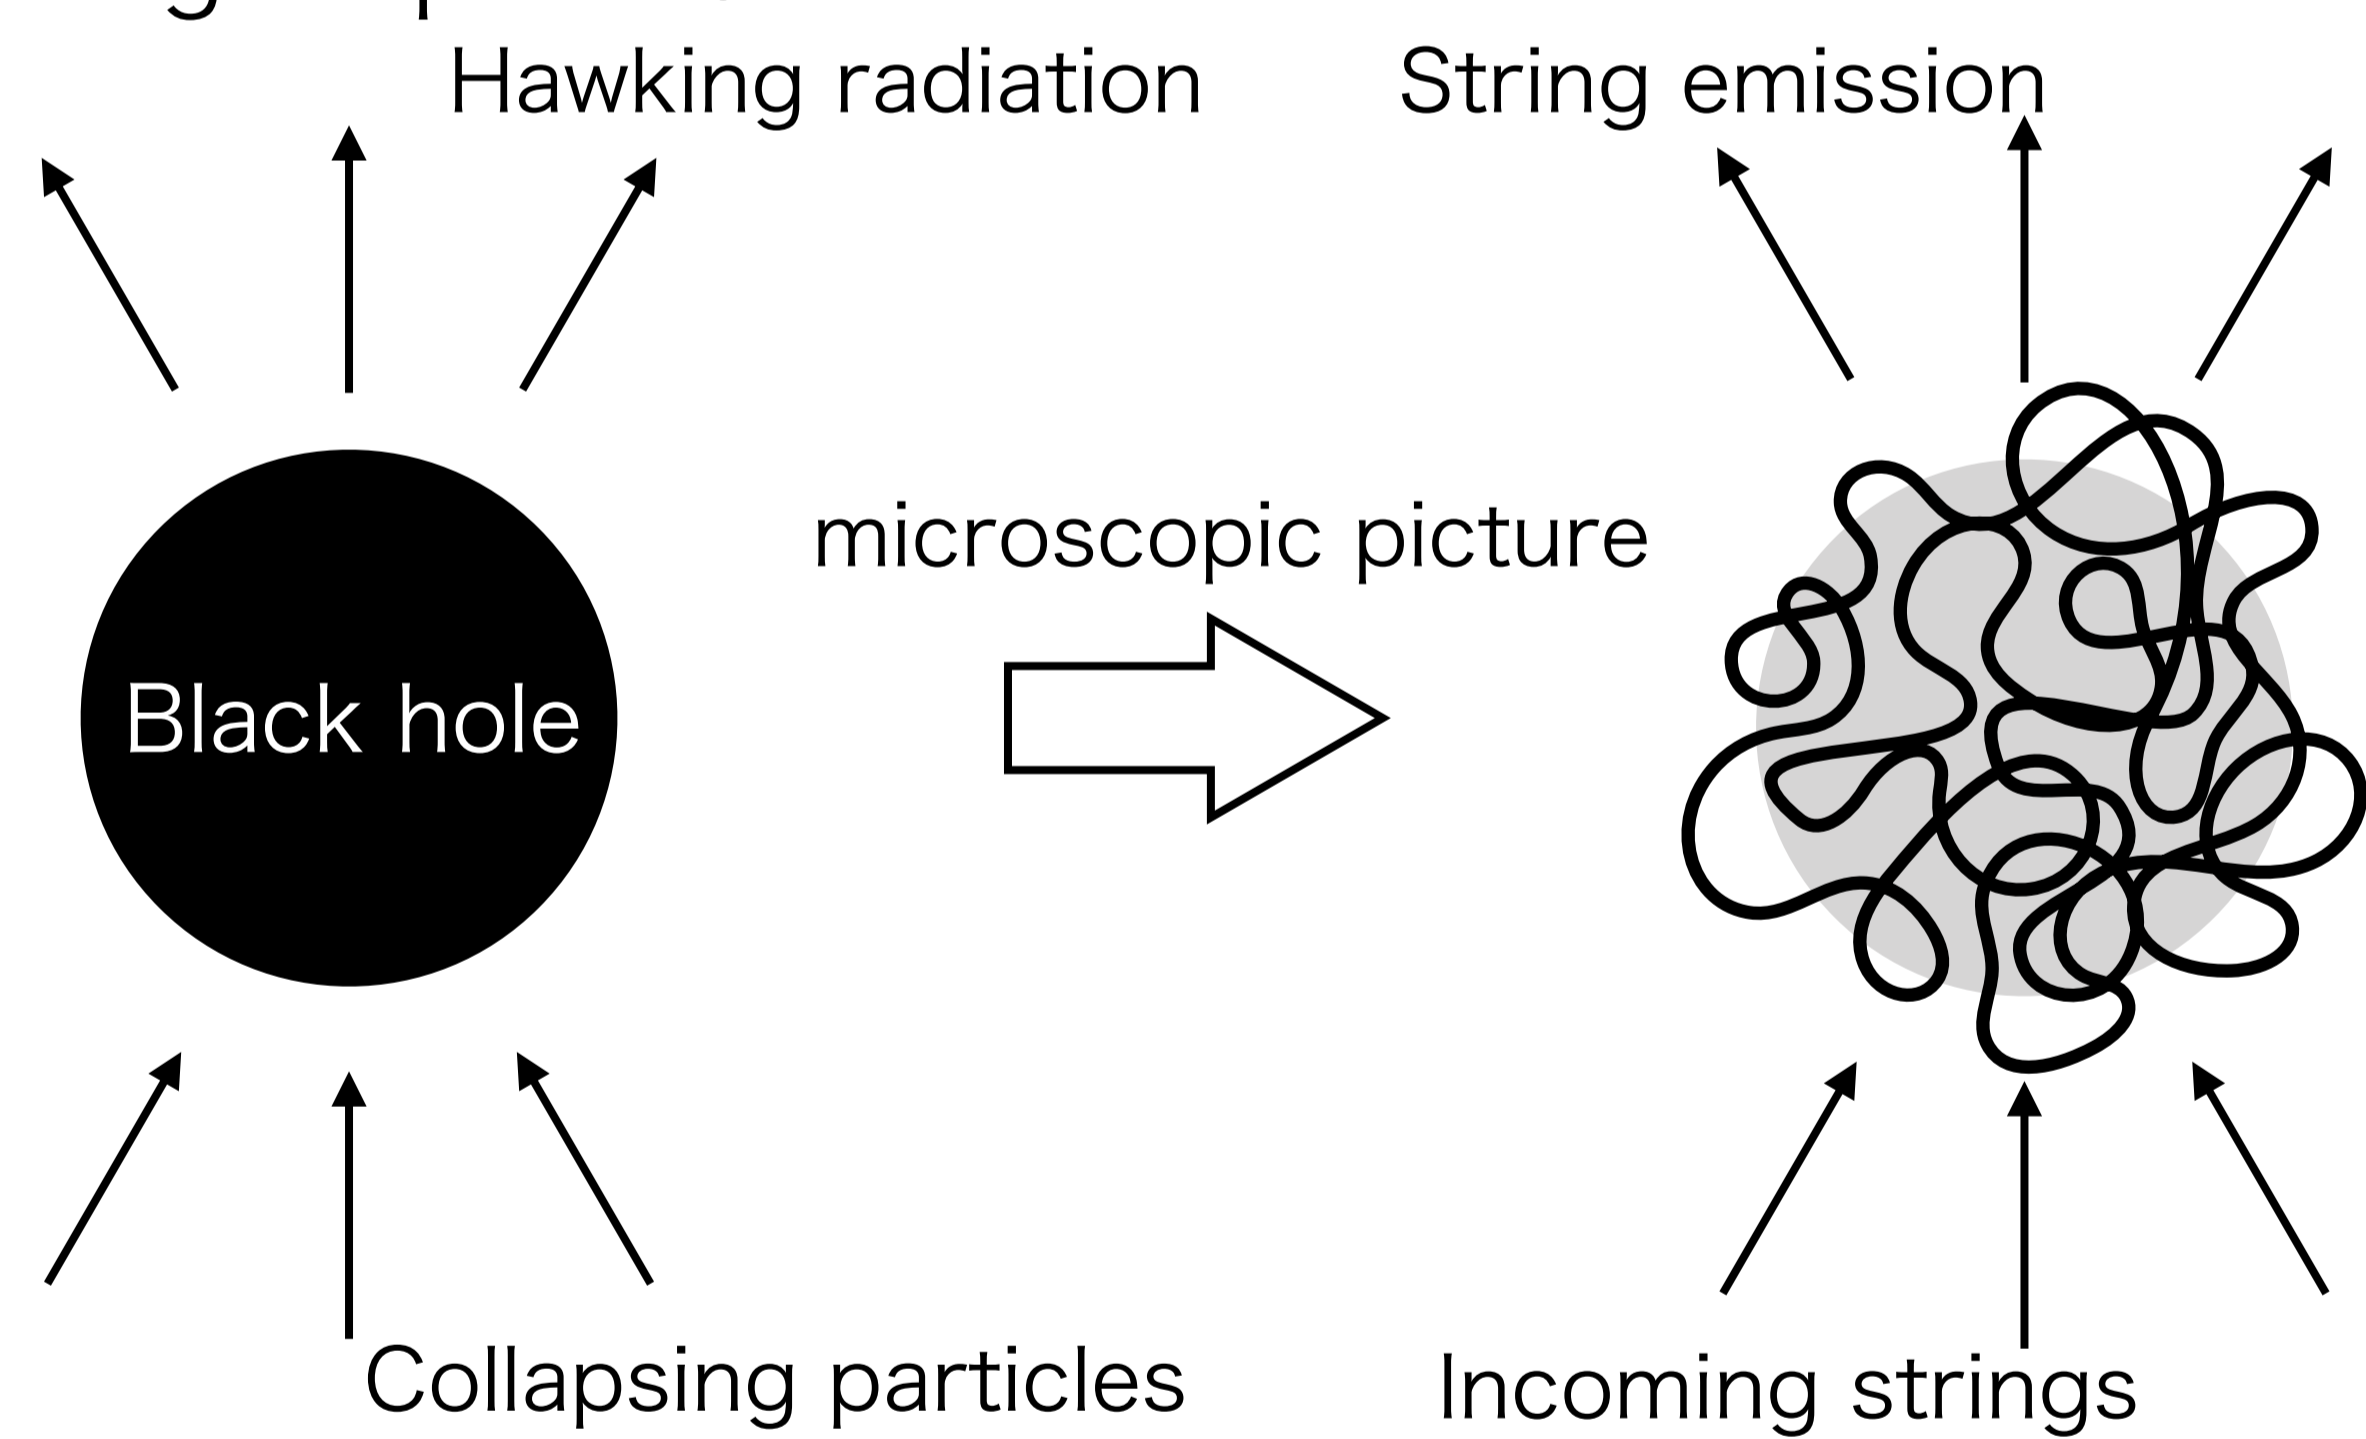 Hawking radiation
String emission
microscopic picture
Black hole
Collapsing particles
Incoming strings